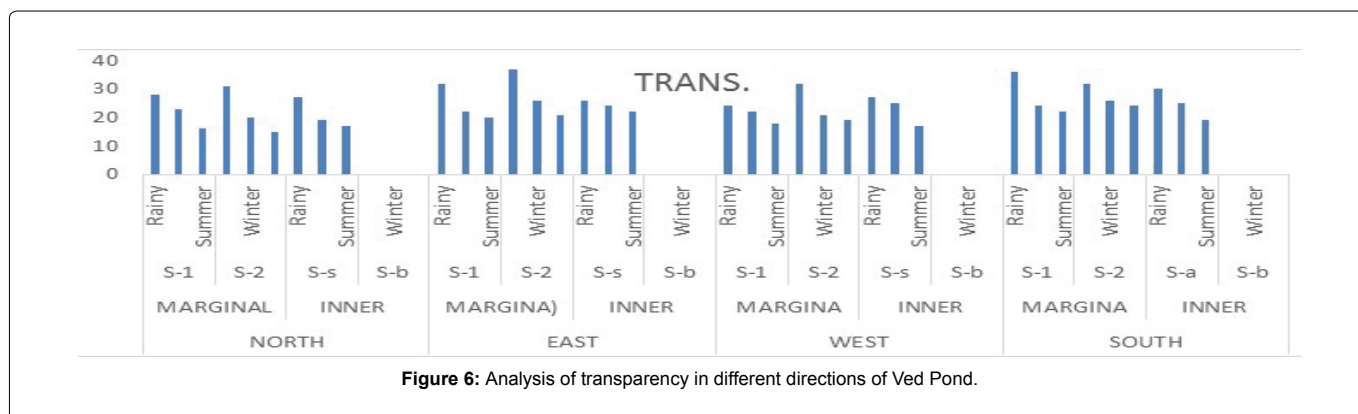 TRANS.
40
30
20
10
0
Rainy Summer Winter Rainy Summer Winter Rainy Summer Winter Rainy Summer Winter Rainy Summer Winter Rainy Summer Winter Rainy Summer Winter Rainy Summer Winter
S-1 S-2 S-s S-b S-1 S-2 S-s S-b S-1 S-2 S-s S-b S-1 S-2 S-a S-b
MARGINAL INNER MARGINA) INNER MARGINA INNER MARGINA INNER
NORTH EAST WEST SOUTH
Figure 6: Analysis of transparency in different directions of Ved Pond.